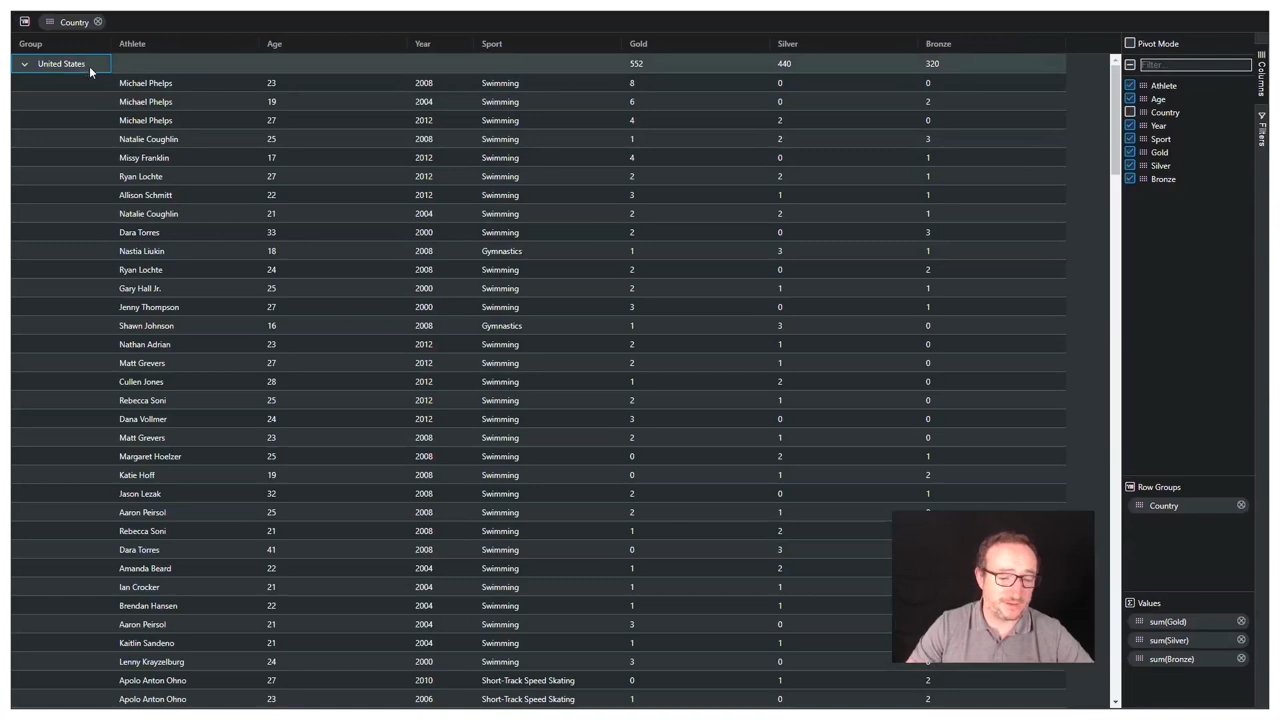 Country
Group Athlete Age Year Sport Gold Silver Bronze
United States 552 440 320
Michael Phelps 23 2008 Swimming 8 0 0
Michael Phelps 19 2004 Swimming 6 0 2
Michael Phelps 27 2012 Swimming 4 2 0
Natalie Coughlin 25 2008 Swimming 1 2 3
Missy Franklin 17 2012 Swimming 4 0 1
Ryan Lochte 27 2012 Swimming 2 2 1
Allison Schmitt 22 2012 Swimming 3 1 1
Natalie Coughlin 21 2004 Swimming 2 2 1
Dara Torres 33 2000 Swimming 2 0 3
Nastia Liukin 18 2008 Gymnastics 1 3 1
Ryan Lochte 24 2008 Swimming 2 0 2
Gary Hall Jr. 25 2000 Swimming 2 1 1
Jenny Thompson 27 2000 Swimming 3 0 1
Shawn Johnson 16 2008 Gymnastics 1 3 0
Nathan Adrian 23 2012 Swimming 2 1 0
Matt Grevers 27 2012 Swimming 2 1 0
Cullen Jones 28 2012 Swimming 1 2 0
Rebecca Soni 25 2012 Swimming 2 1 0
Dana Vollmer 24 2012 Swimming 3 0 0
Matt Grevers 23 2008 Swimming 2 1 0
Margaret Hoelzer 25 2008 Swimming 0 2 1
Katie Hoff 19 2008 Swimming 0 1 2
Jason Lezak 32 2008 Swimming 2 0 1
Aaron Peirsol 25 2008 Swimming 2 1
Rebecca Soni 21 2008 Swimming 1 2
Dara Torres 41 2008 Swimming 0 3
Amanda Beard 22 2004 Swimming 1 2
Ian Crocker 21 2004 Swimming 1 1
Brendan Hansen 22 2004 Swimming 1 1
Aaron Peirsol 21 2004 Swimming 3 0
Kaitlin Sandeno 21 2004 Swimming 1 1
Lenny Krayzelburg 24 2000 Swimming 3 0
Apolo Anton Ohno 27 2010 Short-Track Speed Skating 0 1 2
Apolo Anton Ohno 23 2006 Short-Track Speed Skating 1 0 2
Pivot Mode
Filter...
Athlete
Age
Country
Year
Sport
Gold
Silver
Bronze
Row Groups
Country
Values
sum(Gold)
sum(Silver)
sum(Bronze)
Columns
Filters